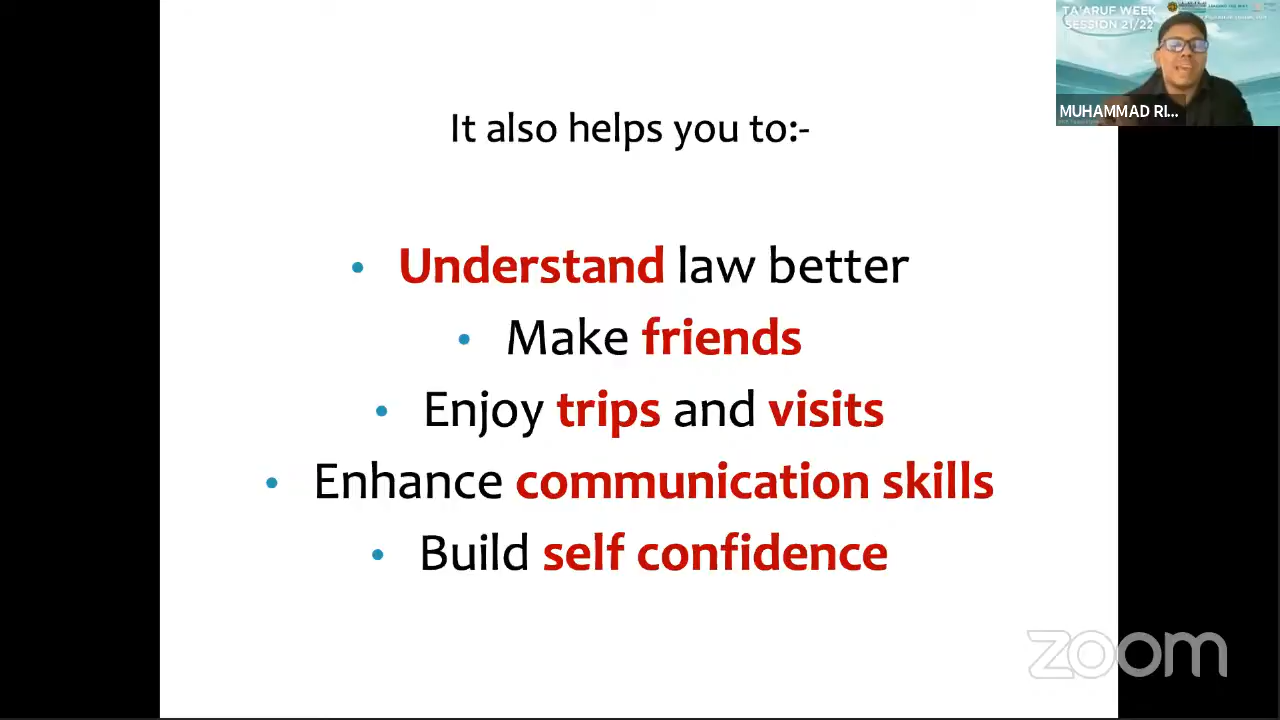 TA'ARUF WEEK
SESSION 21/22
MUHAMMAD RI...
It also helps you to:-
• Understand law better
• Make friends
• Enjoy trips and visits
• Enhance communication skills
• Build self confidence
zoom